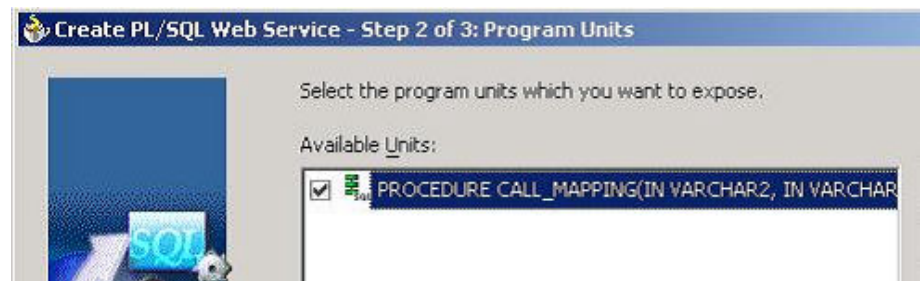 Create PL/SQL Web Service - Step 2 of 3: Program Units
Select the program units which you want to expose.
Available Units:
PROCEDURE CALL_MAPPING(IN VARCHAR2, IN VARCHAR
SQL